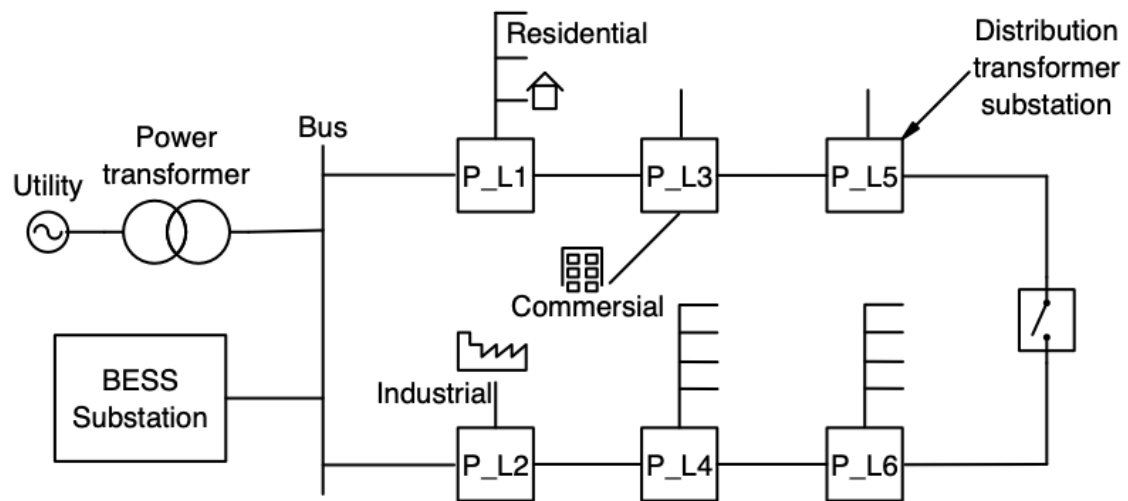 Residential
Distribution
transformer
substation
Power
transformer
Bus
Utility
P_L1
P_L3
P_L5
Commersial
BESS
Substation
Industrial
P_L2
P_L4
P_L6